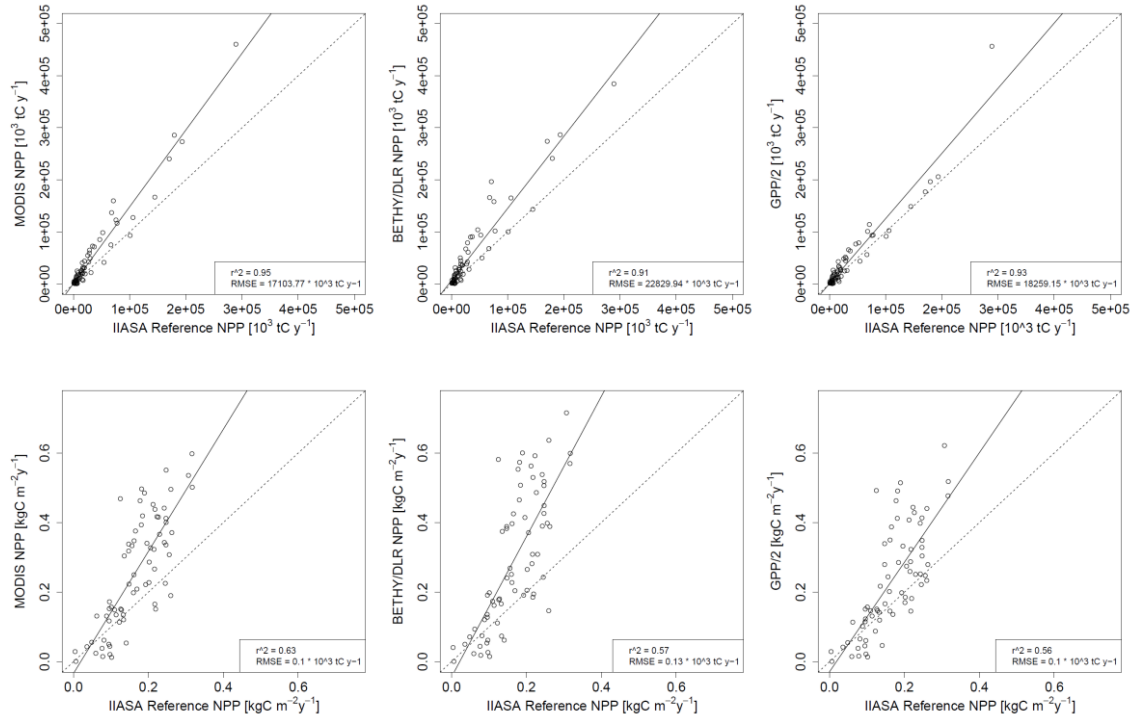 MODIS NPP [10³ tC y⁻¹]
5e+05
4e+05
3e+05
2e+05
1e+05
0e+00
r^2 = 0.95
RMSE = 17103.77 * 10^3 tC y−1
0e+00 1e+05 2e+05 3e+05 4e+05 5e+05
IIASA Reference NPP [10³ tC y⁻¹]
BETHY/DLR NPP [10³ tC y⁻¹]
5e+05
4e+05
3e+05
2e+05
1e+05
0e+00
r^2 = 0.91
RMSE = 22829.94 * 10^3 tC y−1
0e+00 1e+05 2e+05 3e+05 4e+05 5e+05
IIASA Reference NPP [10³ tC y⁻¹]
GPP/2 [10³ tC y⁻¹]
5e+05
4e+05
3e+05
2e+05
1e+05
0e+00
r^2 = 0.93
RMSE = 18259.15 * 10^3 tC y−1
0e+00 1e+05 2e+05 3e+05 4e+05 5e+05
IIASA Reference NPP [10^3 tC y−1]
MODIS NPP [kgC m⁻²y⁻¹]
0.6
0.4
0.2
0.0
r^2 = 0.63
RMSE = 0.1 * 10^3 tC y−1
0.0 0.2 0.4 0.6
IIASA Reference NPP [kgC m⁻²y⁻¹]
BETHY/DLR NPP [kgC m⁻²y⁻¹]
0.6
0.4
0.2
0.0
r^2 = 0.57
RMSE = 0.13 * 10^3 tC y−1
0.0 0.2 0.4 0.6
IIASA Reference NPP [kgC m⁻²y⁻¹]
GPP/2 [kgC m⁻²y⁻¹]
0.6
0.4
0.2
0.0
r^2 = 0.56
RMSE = 0.1 * 10^3 tC y−1
0.0 0.2 0.4 0.6
IIASA Reference NPP [kgC m⁻²y⁻¹]